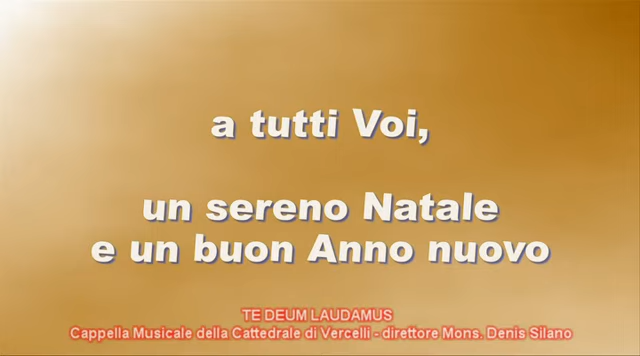 a tutti Voi,
un sereno Natale
e un buon Anno nuovo
TE DEUM LAUDAMUS
Cappella Musicale della Cattedrale di Vercelli - direttore Mons. Denis Silano